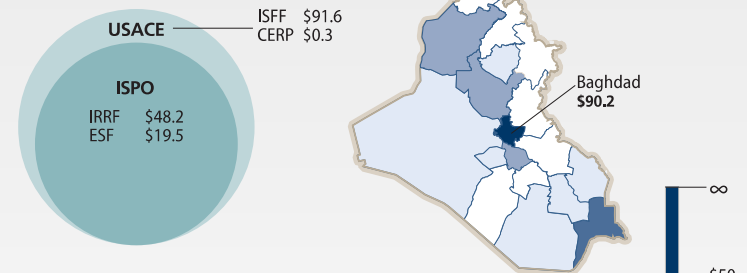 USACE
ISFF $91.6
CERP $0.3
ISPO
IRRF $48.2
ESF $19.5
Baghdad
$90.2
∞